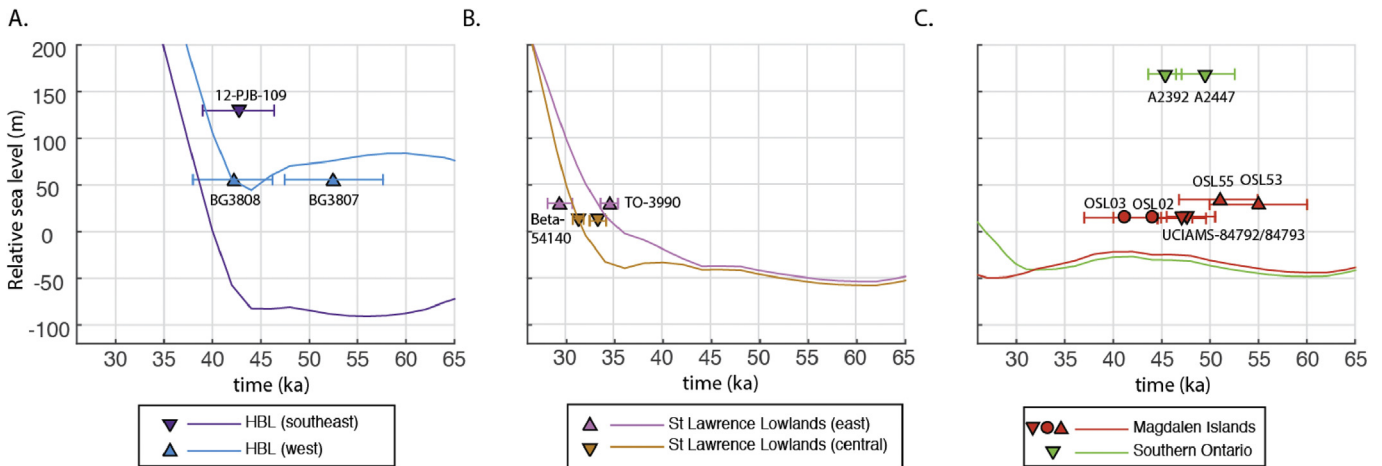 A.
B.
C.
Relative sea level (m)
200
150
100
50
0
-50
-100
12-PJB-109
BG3808
BG3807
30 35 40 45 50 55 60 65
time (ka)
HBL (southeast)
HBL (west)
Beta-
54140
TO-3990
30 35 40 45 50 55 60 65
time (ka)
St Lawrence Lowlands (east)
St Lawrence Lowlands (central)
A2392 A2447
OSL55 OSL53
OSL03 OSL02
UCIAMS-84792/84793
30 35 40 45 50 55 60 65
time (ka)
Magdalen Islands
Southern Ontario